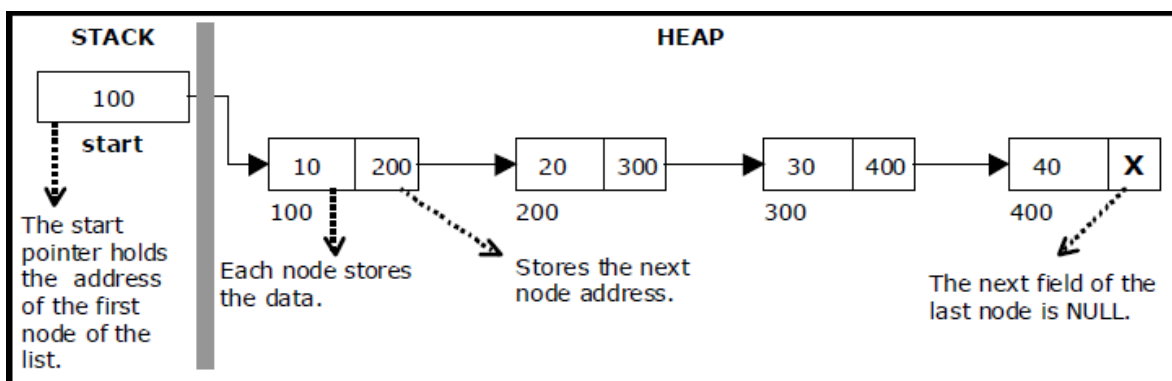 STACK
HEAP
100
start
10 200
20 300
30 400
40 X
100
200
300
400
The start
pointer holds
the address
of the first
node of the
list.
Each node stores
the data.
Stores the next
node address.
The next field of the
last node is NULL.